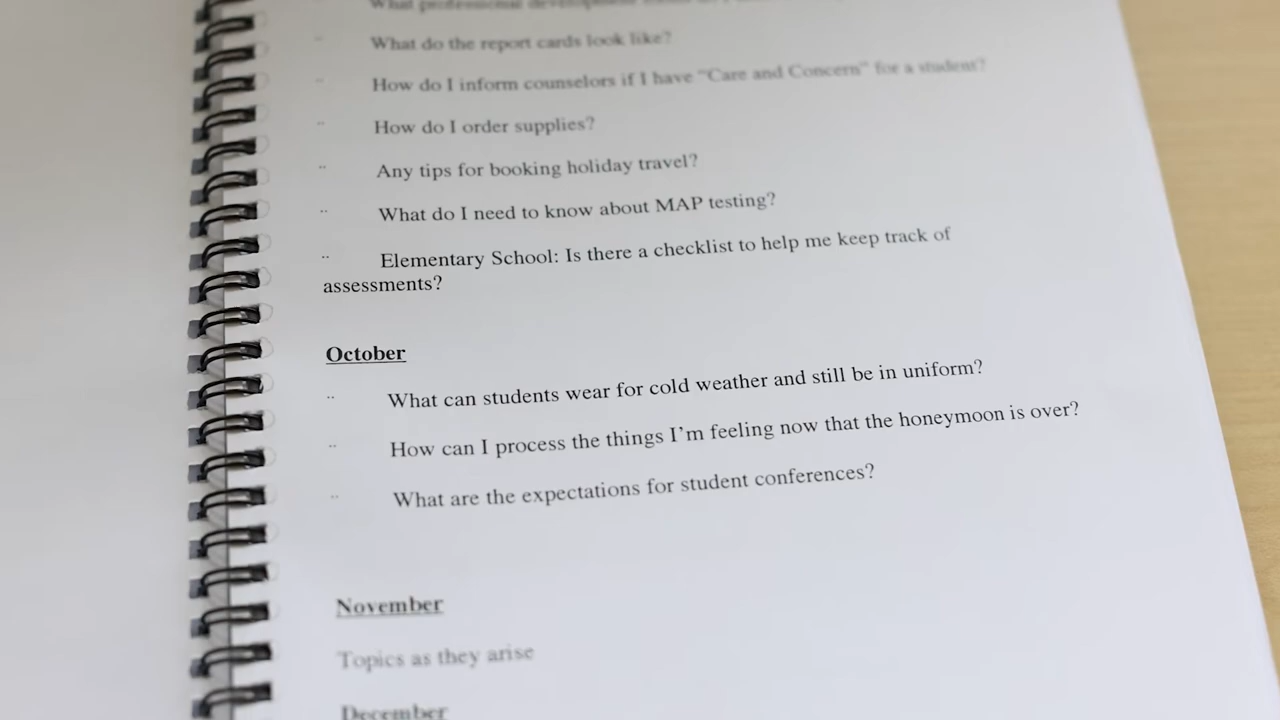 What professional development
What do the report cards look like?
How do I inform counselors if I have "Care and Concern" for a student?
How do I order supplies?
Any tips for booking holiday travel?
What do I need to know about MAP testing?
Elementary School: Is there a checklist to help me keep track of
assessments?
October
What can students wear for cold weather and still be in uniform?
How can I process the things I'm feeling now that the honeymoon is over?
What are the expectations for student conferences?
November
Topics as they arise
December